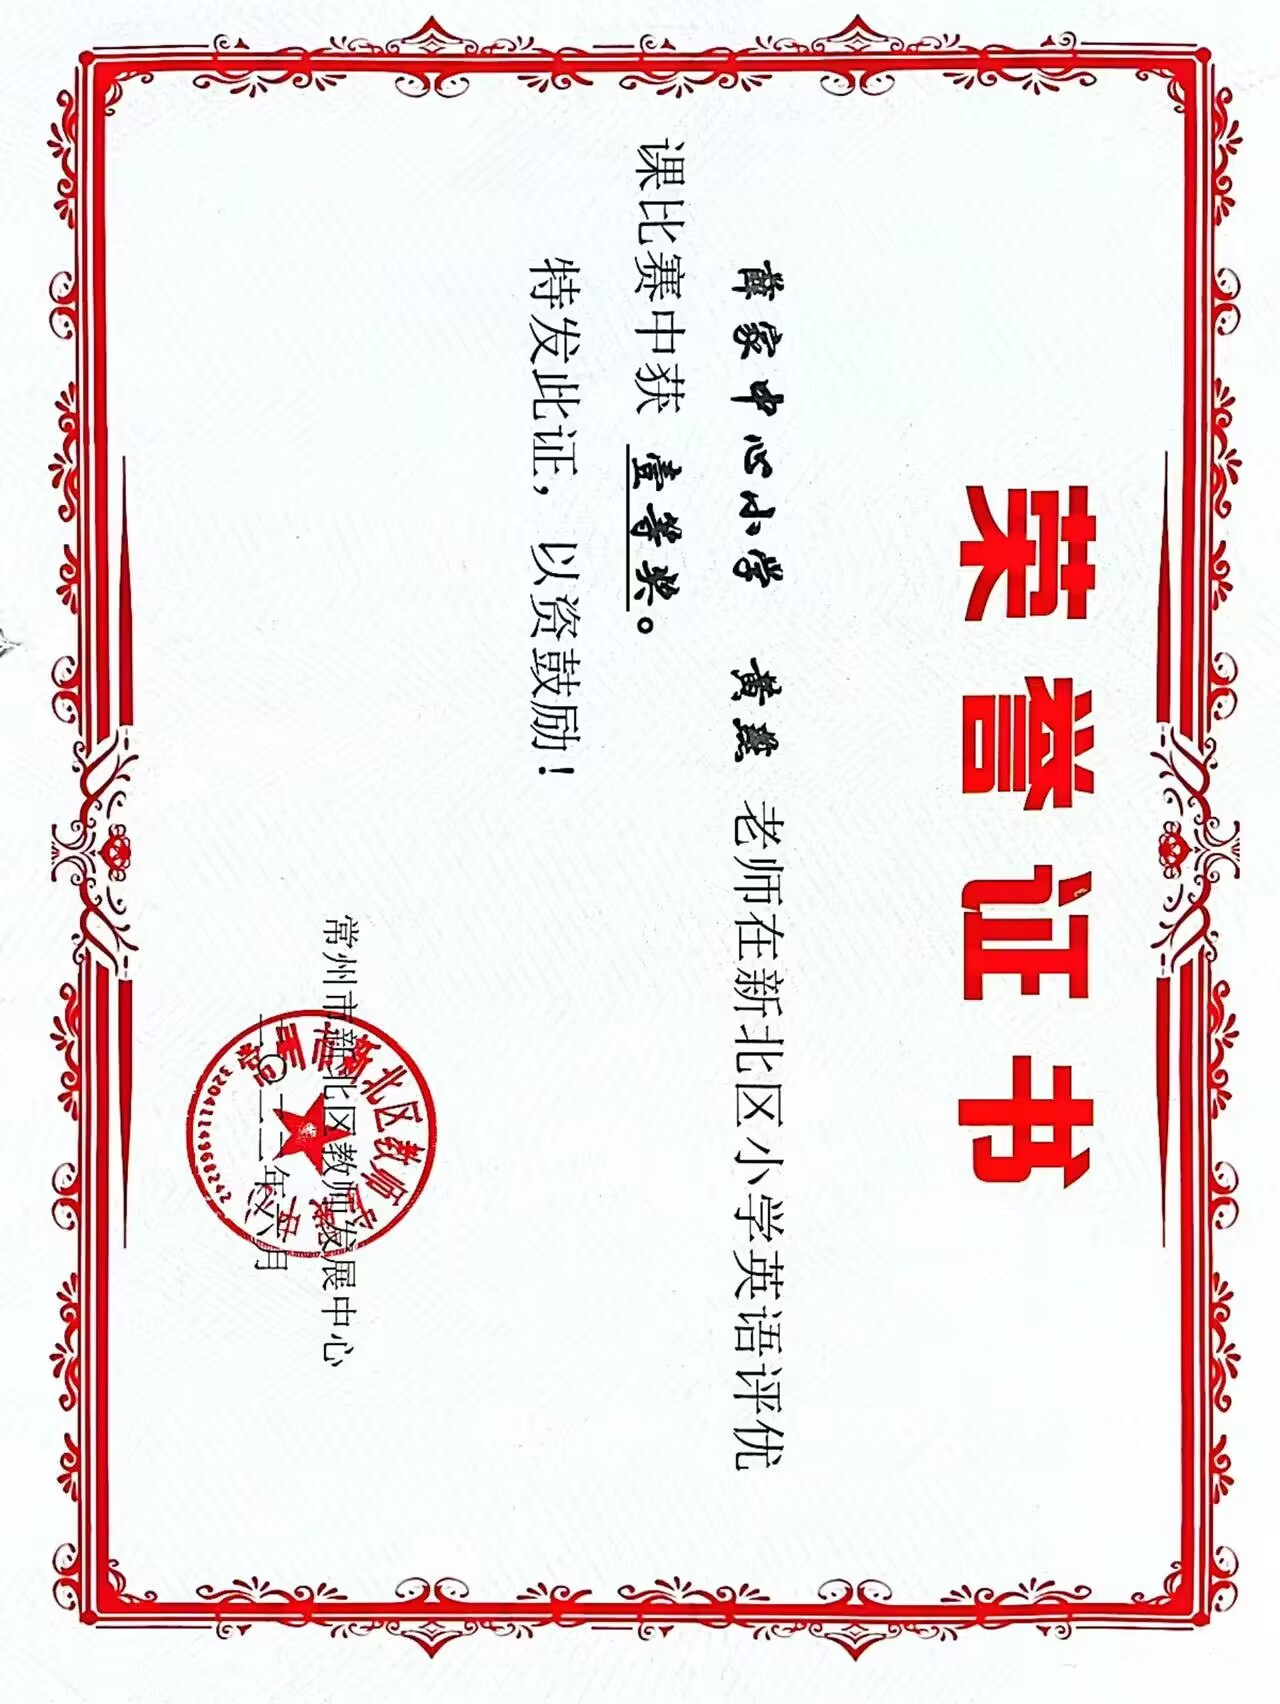 荣誉证书
薛家中心小学 黄燕 老师在新北区小学英语评优
课比赛中获 壹等奖。
特发此证，以资鼓励！
常州市新北区教师发展中心
二〇二二年六月